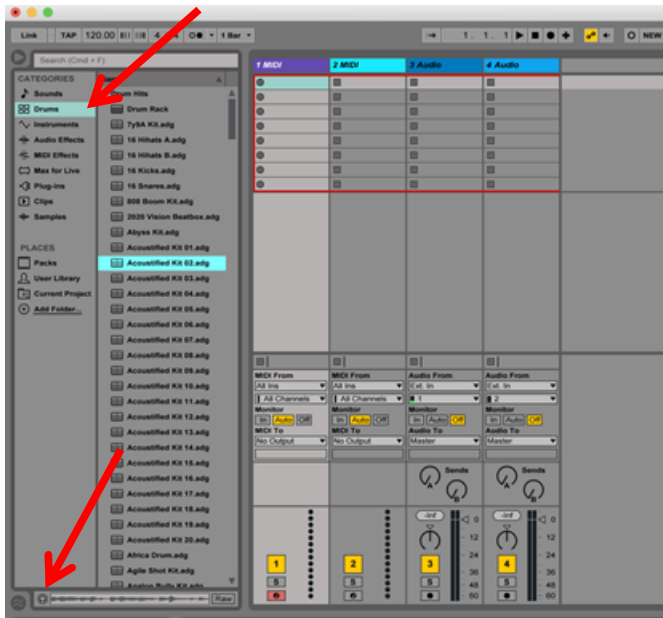 Link TAP 120.00 4 4 1 Bar 1. 1. 1 NEW
Search (Cmd + F)
CATEGORIES
Sounds
Drums
Instruments
Audio Effects
MIDI Effects
Max for Live
Plug-ins
Clips
Samples
PLACES
Packs
User Library
Current Project
Add Folder...
Drum Hits
Drum Rack
7y9A Kit.adg
16 Hihats A.adg
16 Hihats B.adg
16 Kicks.adg
16 Snares.adg
808 Boom Kit.adg
2020 Vision Beatbox.adg
Abyss Kit.adg
Acoustified Kit 01.adg
Acoustified Kit 02.adg
Acoustified Kit 03.adg
Acoustified Kit 04.adg
Acoustified Kit 05.adg
Acoustified Kit 06.adg
Acoustified Kit 07.adg
Acoustified Kit 08.adg
Acoustified Kit 09.adg
Acoustified Kit 10.adg
Acoustified Kit 11.adg
Acoustified Kit 12.adg
Acoustified Kit 13.adg
Acoustified Kit 14.adg
Acoustified Kit 15.adg
Acoustified Kit 16.adg
Acoustified Kit 17.adg
Acoustified Kit 18.adg
Acoustified Kit 19.adg
Acoustified Kit 20.adg
Africa Drum.adg
Agile Shot Kit.adg
Analog Bully Kit.adg
Raw
1 MIDI 2 MIDI 3 Audio 4 Audio
MIDI From MIDI From Audio From Audio From
All Ins All Ins Ext. In Ext. In
All Channels All Channels 1 2
Monitor Monitor Monitor Monitor
In Auto Off In Auto Off In Auto Off In Auto Off
MIDI To MIDI To Audio To Audio To
No Output No Output Master Master
Sends Sends
A B A B
-Inf -Inf
0 0
12 12
24 24
36 36
48 48
60 60
1 2 3 4
S S S S